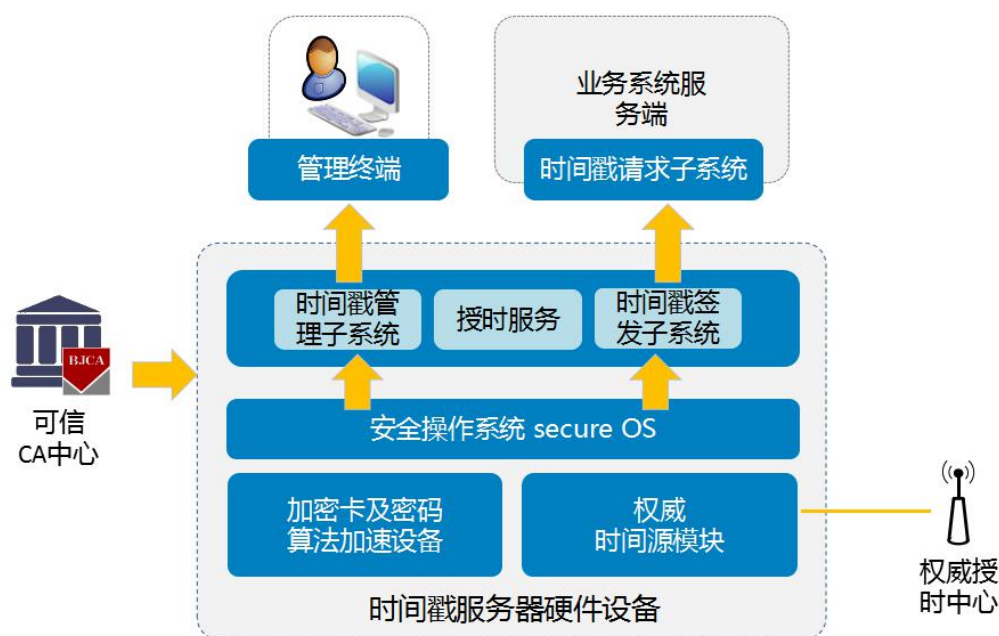 业务系统服
务端
管理终端
时间戳请求子系统
时间戳管
理子系统
授时服务
时间戳签
发子系统
BJCA
可信
CA中心
安全操作系统 secure OS
加密卡及密码
算法加速设备
权威
时间源模块
权威授
时中心
时间戳服务器硬件设备